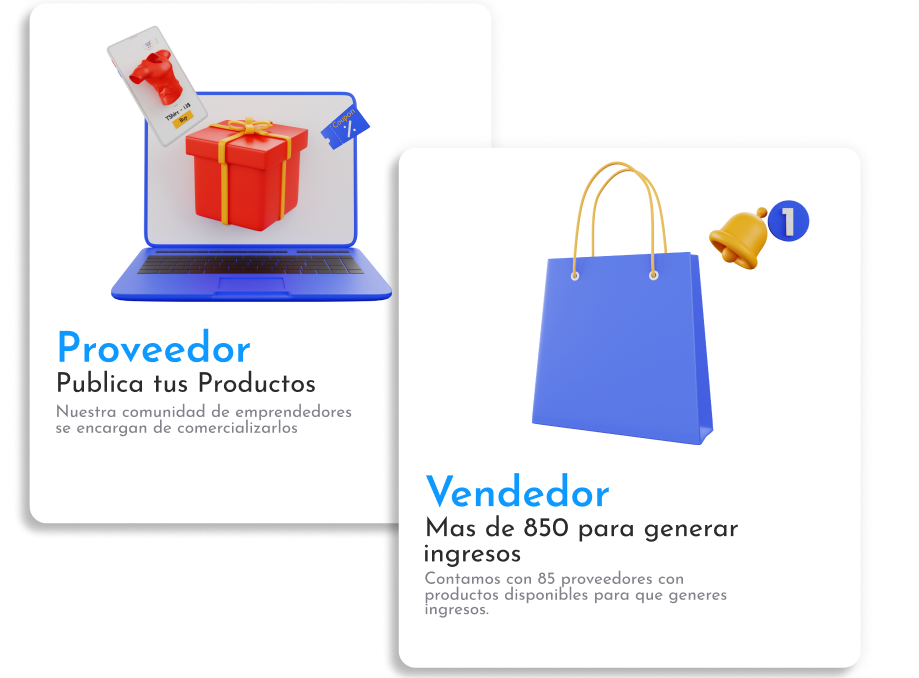 TShirt - 15$
Buy
Coupon
%
Proveedor
Publica tus Productos
Nuestra comunidad de emprendedores
se encargan de comercializarlos
1
Vendedor
Mas de 850 para generar
ingresos
Contamos con 85 proveedores con
productos disponibles para que generes
ingresos.